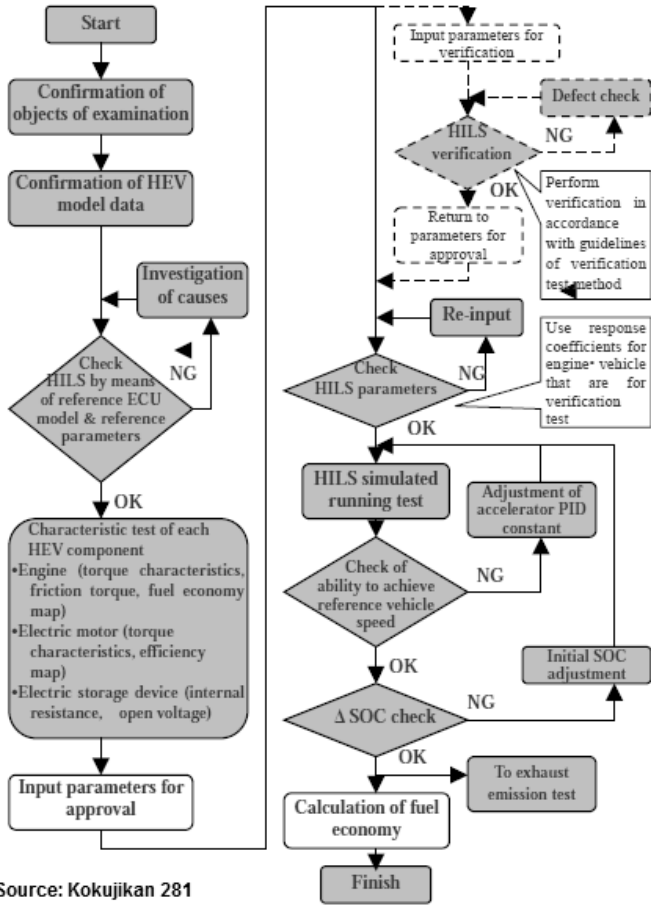 Start
Confirmation of
objects of examination
Confirmation of HEV
model data
Investigation
of causes
NG
Check
HILS by means
of reference ECU
model & reference
parameters
OK
Characteristic test of each
HEV component
•Engine (torque characteristics,
friction torque, fuel economy
map)
•Electric motor (torque
characteristics, efficiency
map)
•Electric storage device (internal
resistance, open voltage)
Input parameters for
approval
Input parameters for
verification
Defect check
HILS
verification
NG
OK
Perform
verification in
accordance
with guidelines
of verification
test method
Return to
parameters for
approval
Re-input
Check
HILS parameters
NG
Use response
coefficients for
engine• vehicle
that are for
verification
test
OK
HILS simulated
running test
Adjustment of
accelerator PID
constant
Check of
ability to achieve
reference vehicle
speed
NG
OK
Initial SOC
adjustment
Δ SOC check
NG
OK
To exhaust
emission test
Calculation of fuel
economy
Finish
Source: Kokujikan 281